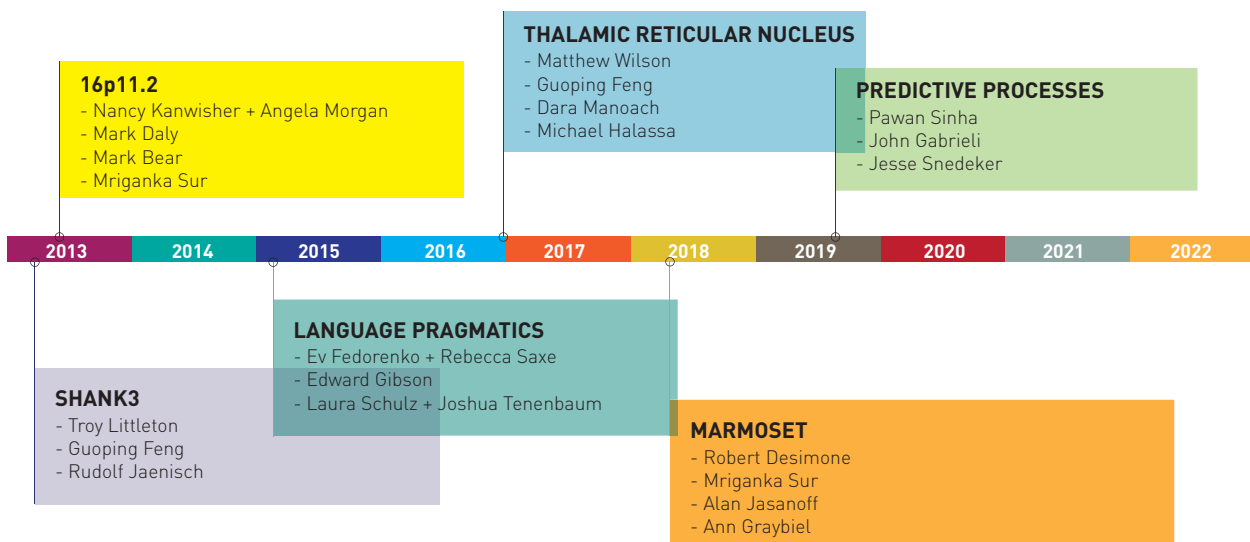 16p11.2
- Nancy Kanwisher + Angela Morgan
- Mark Daly
- Mark Bear
- Mriganka Sur
THALAMIC RETICULAR NUCLEUS
- Matthew Wilson
- Guoping Feng
- Dara Manoach
- Michael Halassa
PREDICTIVE PROCESSES
- Pawan Sinha
- John Gabrieli
- Jesse Snedeker
2013 2014 2015 2016 2017 2018 2019 2020 2021 2022
SHANK3
- Troy Littleton
- Guoping Feng
- Rudolf Jaenisch
LANGUAGE PRAGMATICS
- Ev Fedorenko + Rebecca Saxe
- Edward Gibson
- Laura Schulz + Joshua Tenenbaum
MARMOSET
- Robert Desimone
- Mriganka Sur
- Alan Jasanoff
- Ann Graybiel